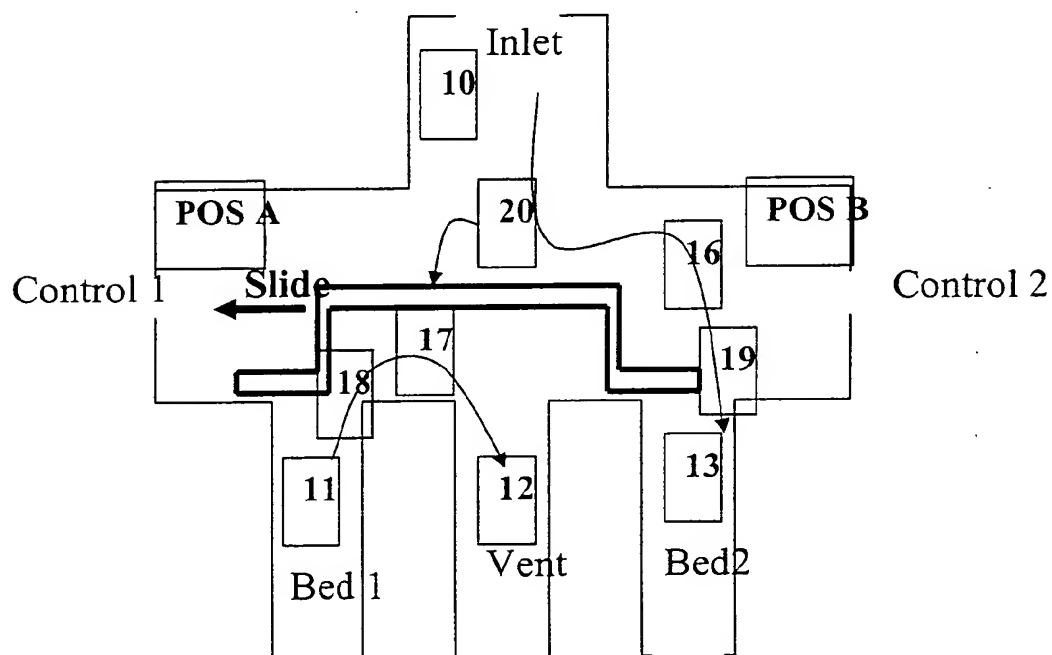 Inlet
10
POS A
20
POS B
16
Control 1
Slide
Control 2
17
19
18
11
12
13
Vent
Bed2
Bed 1